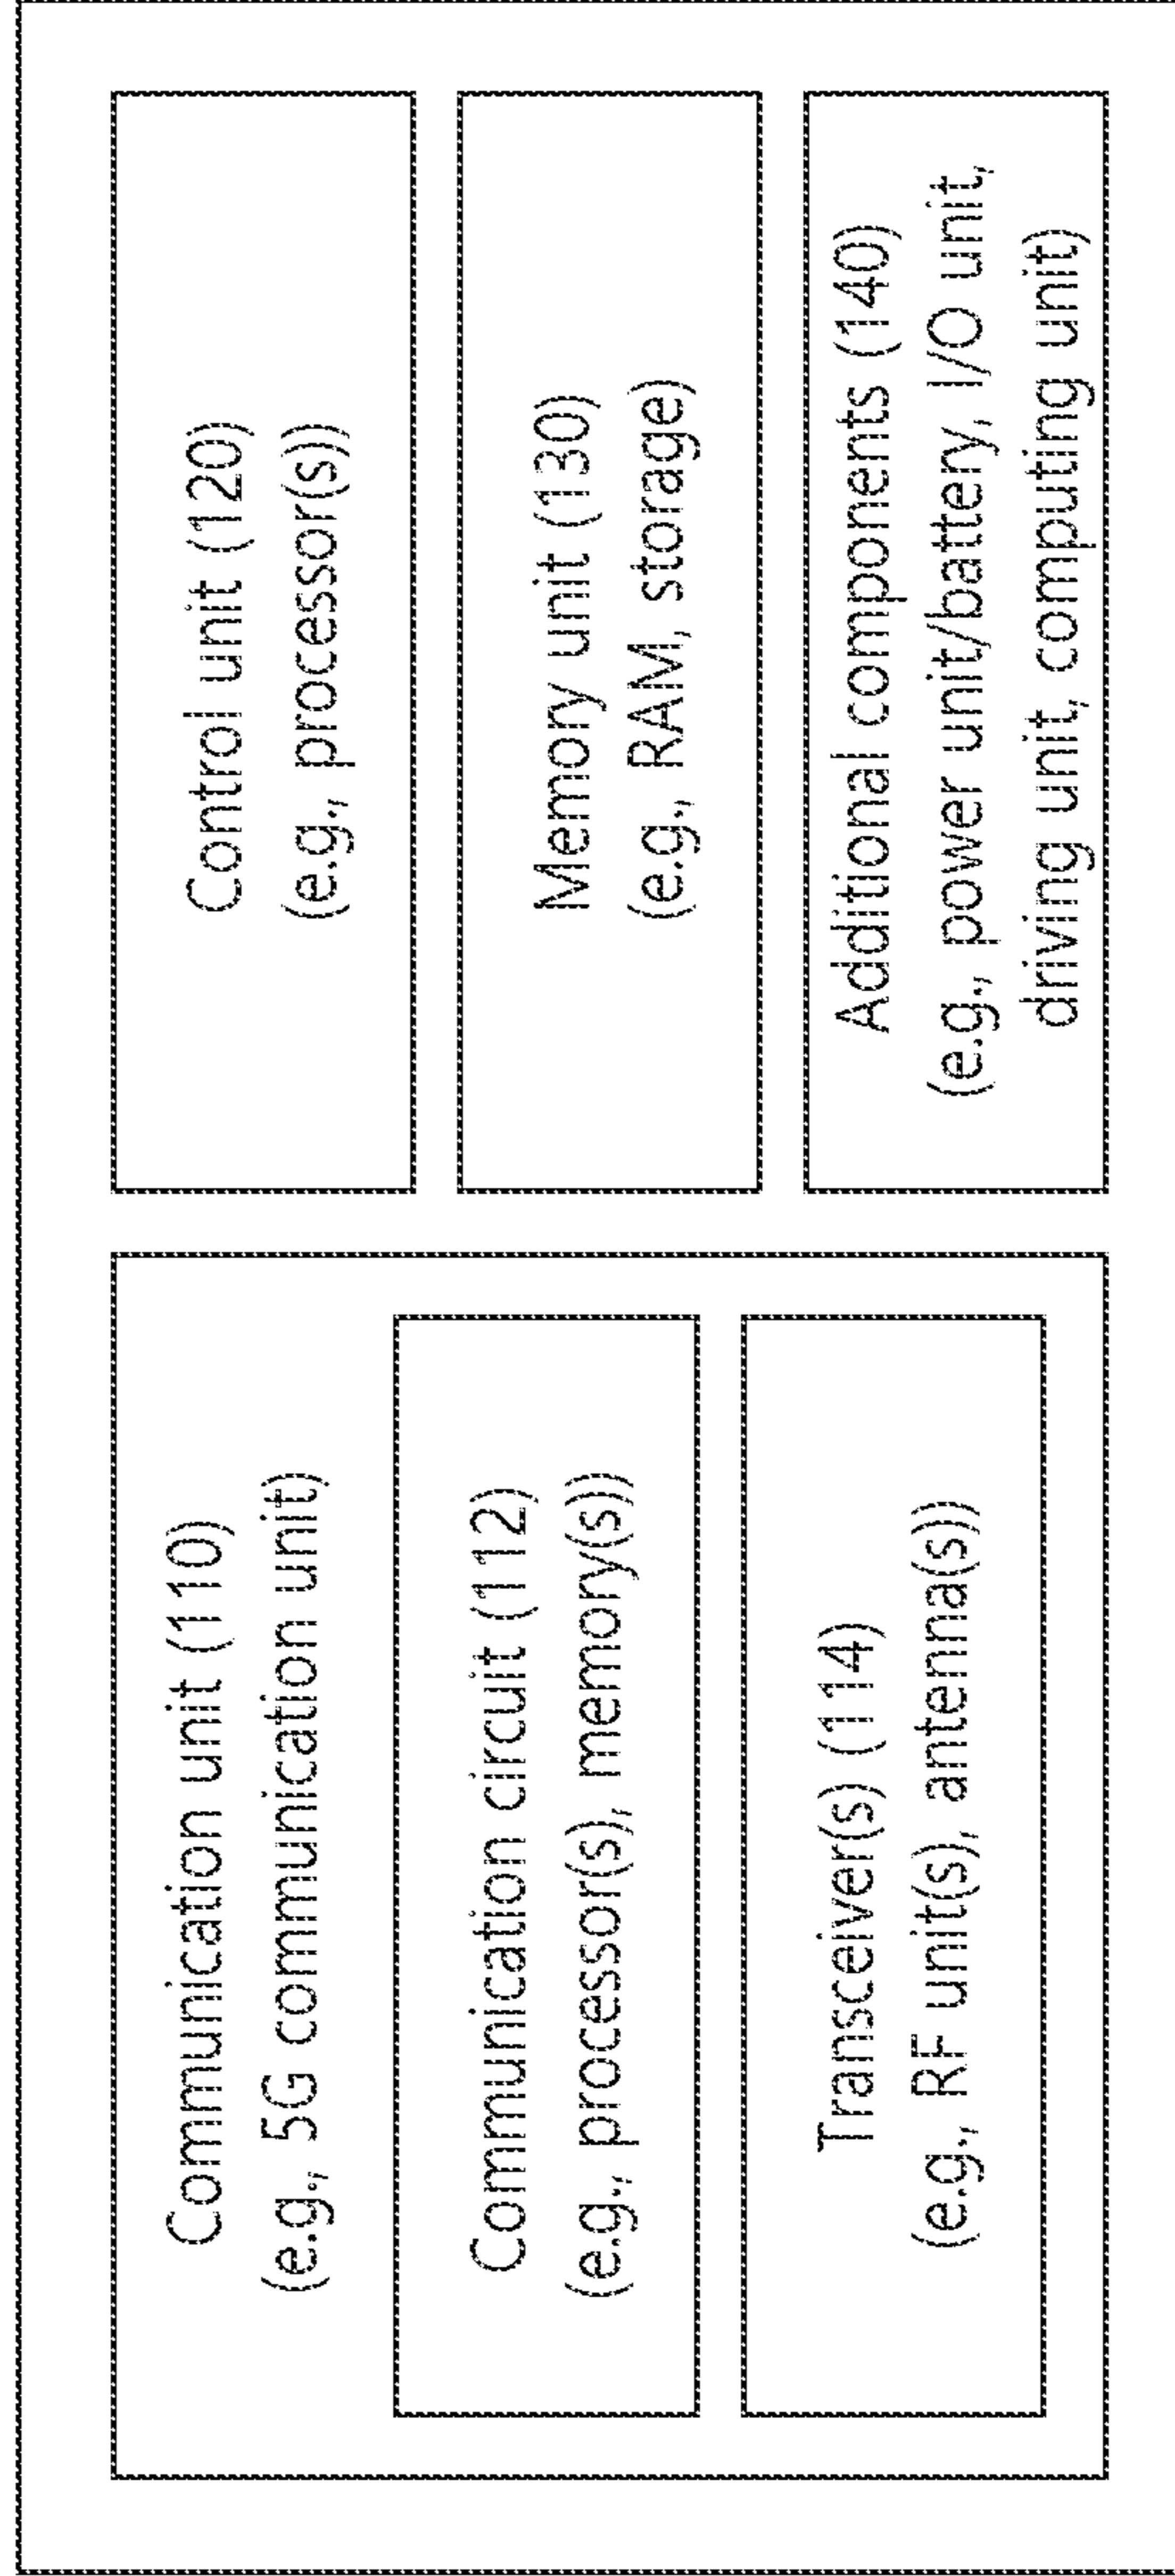 Communication unit (110)
(e.g., 5G communication unit)
Communication circuit (112)
(e.g., processor(s), memory(s))
Transceiver(s) (114)
(e.g., RF unit(s), antenna(s))
Control unit (120)
(e.g., processor(s))
Memory unit (130)
(e.g., RAM, storage)
Additional components (140)
(e.g., power unit/battery, I/O unit,
driving unit, computing unit)